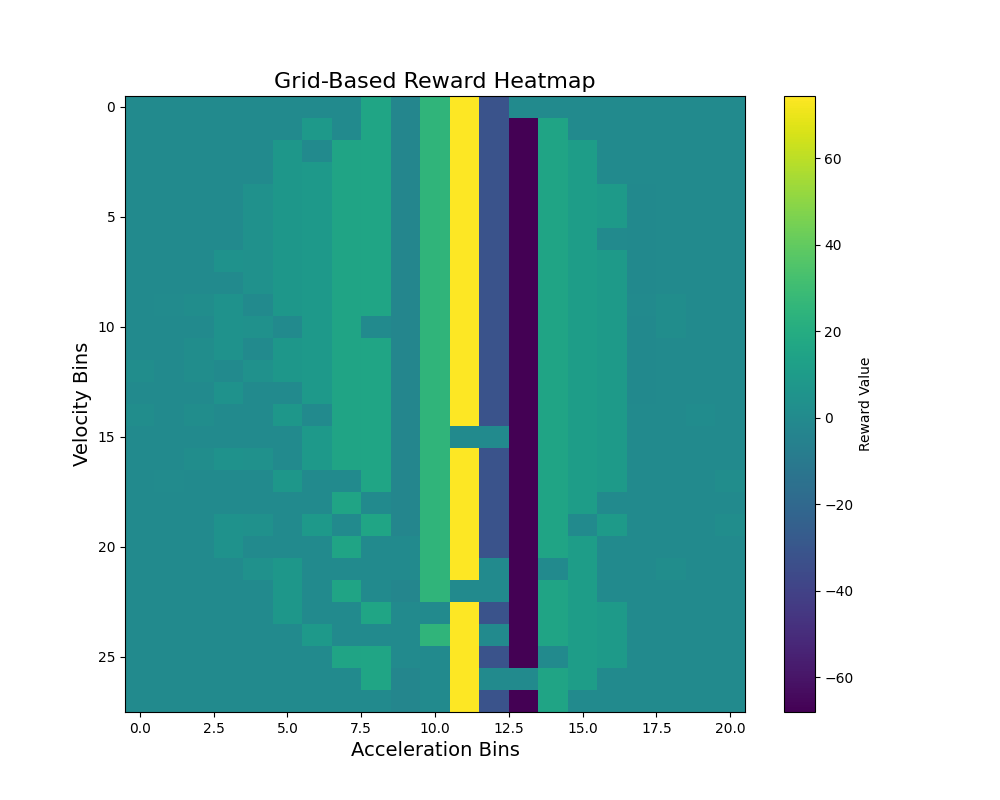 Grid-Based Reward Heatmap
0
5
10
15
20
25
Velocity Bins
0.0 2.5 5.0 7.5 10.0 12.5 15.0 17.5 20.0
Acceleration Bins
60
40
20
0
−20
−40
−60
Reward Value